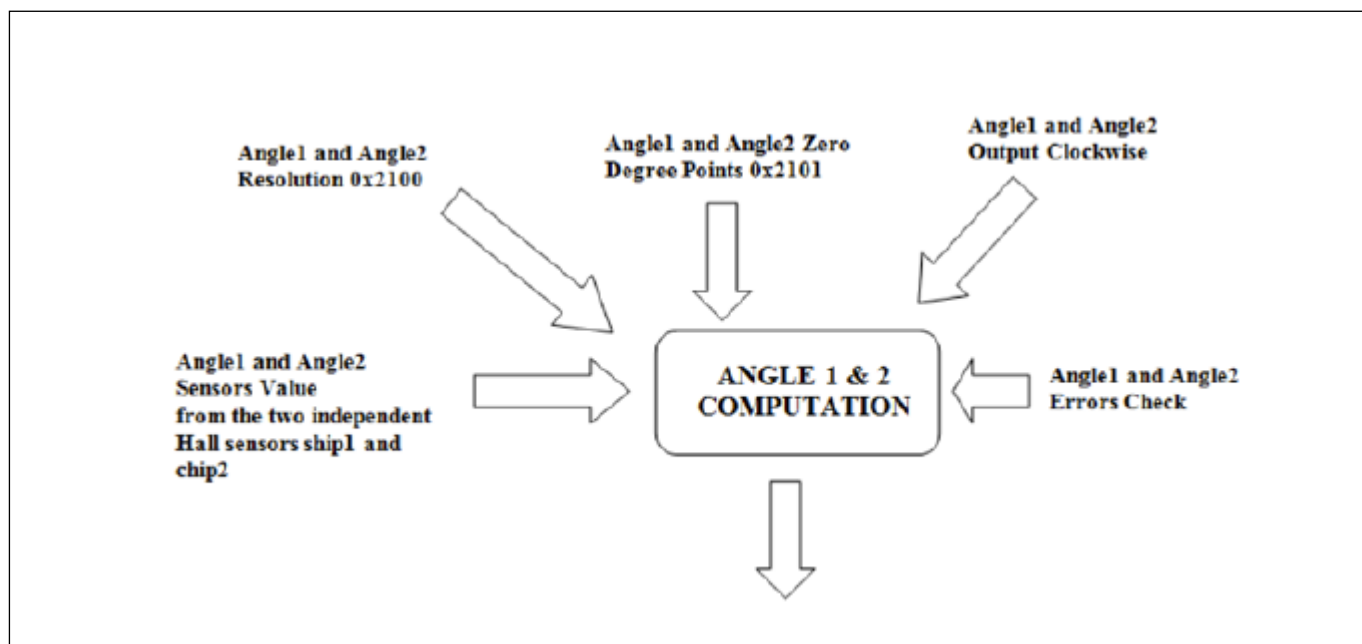 Angle1 and Angle2
Resolution 0x2100
Angle1 and Angle2 Zero
Degree Points 0x2101
Angle1 and Angle2
Output Clockwise
Angle1 and Angle2
Sensors Value
from the two independent
Hall sensors ship1 and
chip2
ANGLE 1 & 2
COMPUTATION
Angle1 and Angle2
Errors Check